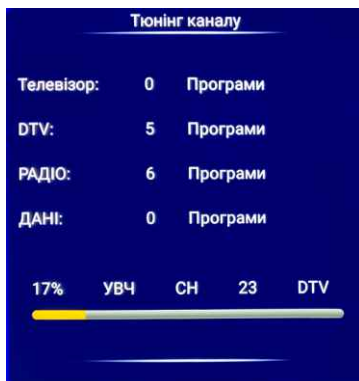 Тюнінг каналу
Телевізор: 0 Програми
DTV: 5 Програми
РАДІО: 6 Програми
ДАНІ: 0 Програми
17% УВЧ CH 23 DTV